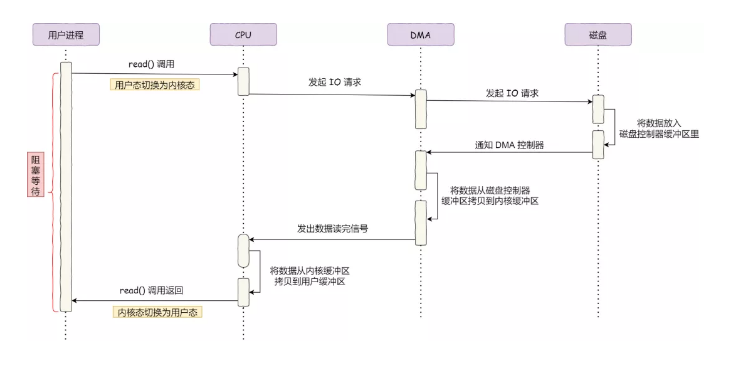 用户进程
CPU
DMA
磁盘
read() 调用
用户态切换为内核态
发起 IO 请求
发起 IO 请求
将数据放入
磁盘控制器缓冲区里
通知 DMA 控制器
阻塞等待
将数据从磁盘控制器
缓冲区拷贝到内核缓冲区
发出数据读完信号
将数据从内核缓冲区
拷贝到用户缓冲区
read() 调用返回
内核态切换为用户态